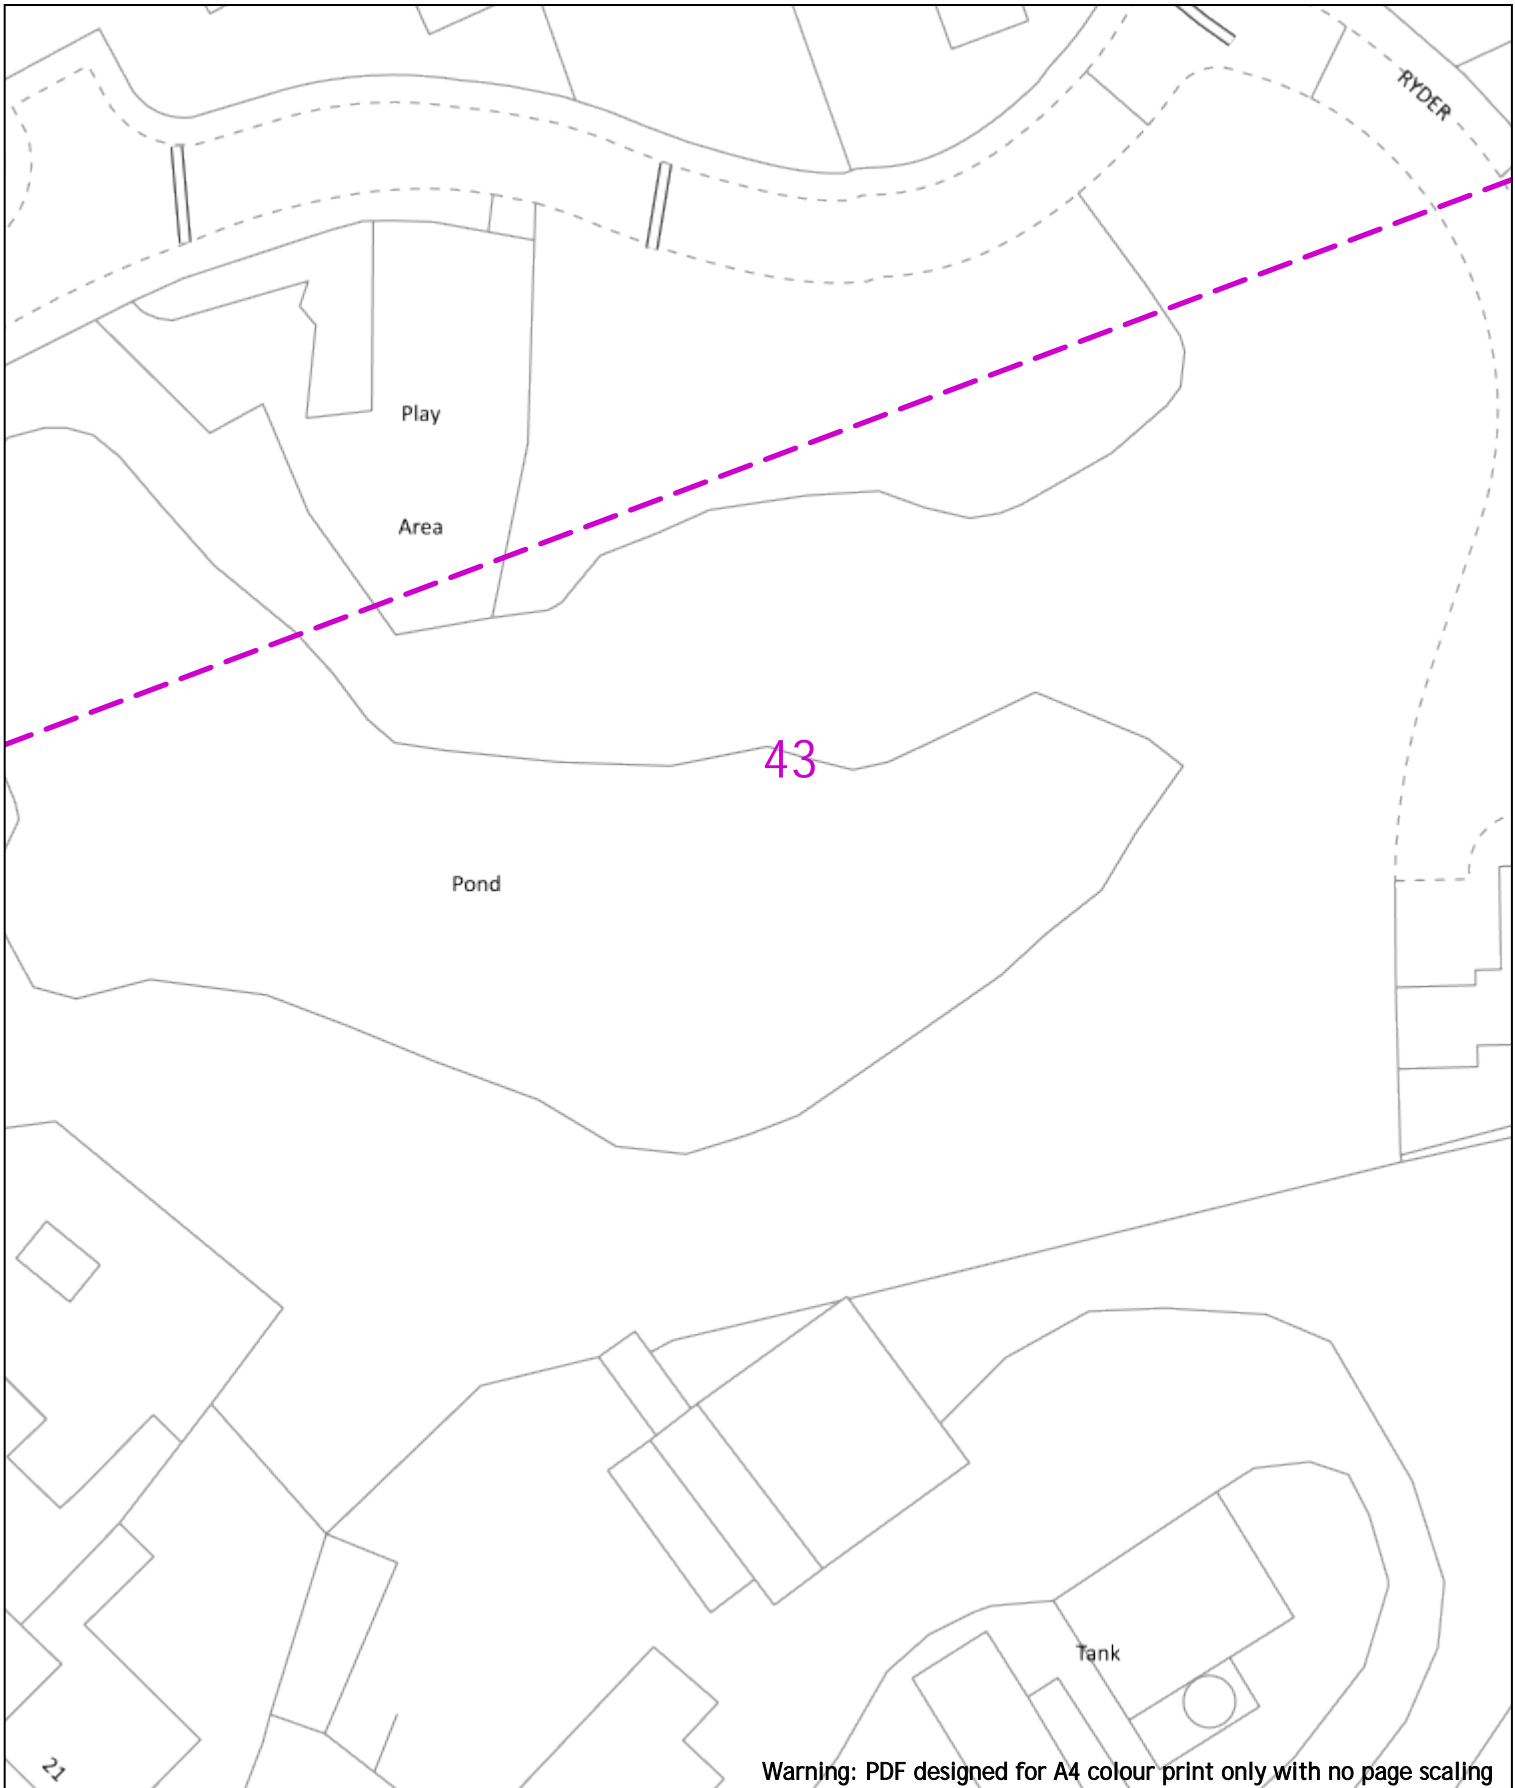 RYDER
Play
Area
43
Pond
Tank
21
Warning: PDF designed for A4 colour print only with no page scaling